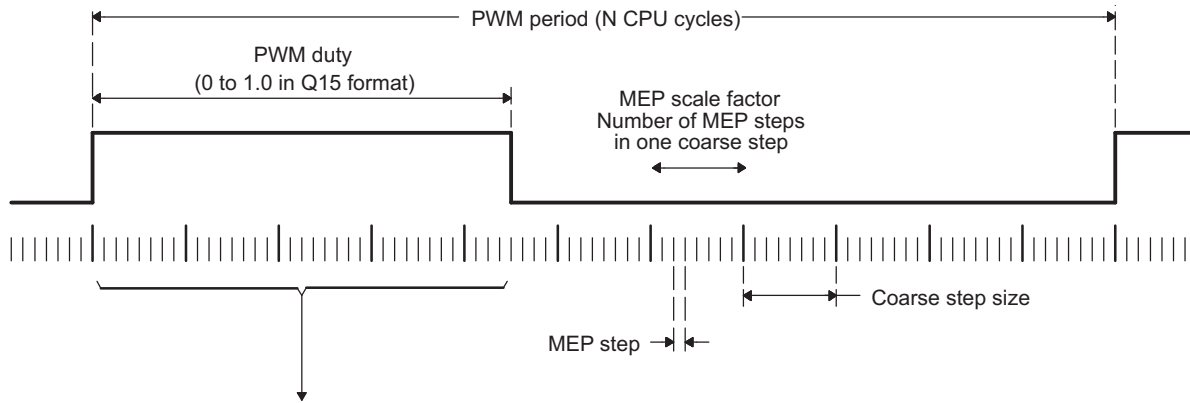 PWM period (N CPU cycles)
PWM duty
(0 to 1.0 in Q15 format)
MEP scale factor
Number of MEP steps
in one coarse step
Coarse step size
MEP step